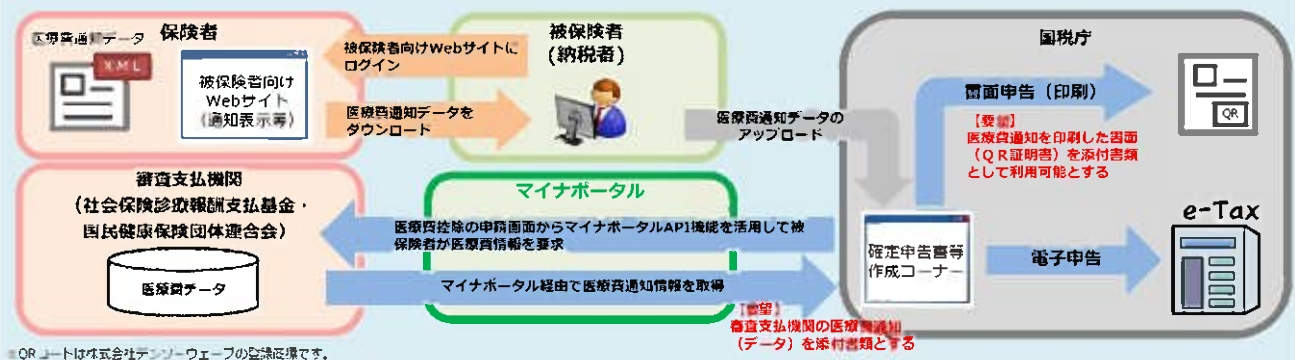 医療費通知データ
保険者
XML
被保険者向け
Webサイト
(通知表示等)
被保険者向けWebサイトに
ログイン
医療費通知データを
ダウンロード
被保険者
(納税者)
医療費通知データの
アップロード
国税庁
書面申告(印刷)
【要望】
医療費通知を印刷した書面
(QR証明書)を添付書類
として利用可能とする
QR
審査支払機関
(社会保険診療報酬支払基金・
国民健康保険団体連合会)
医療費データ
マイナポータル
医療費控除の申請画面からマイナポータルAPI機能を活用して被
保険者が医療費情報を要求
マイナポータル経由で医療費通知情報を取得
【要望】
審査支払機関の医療費通知
(データ)を添付書類とする
確定申告書等
作成コーナー
電子申告
e-Tax
※QRコードは株式会社デンソーウェーブの登録商標です。